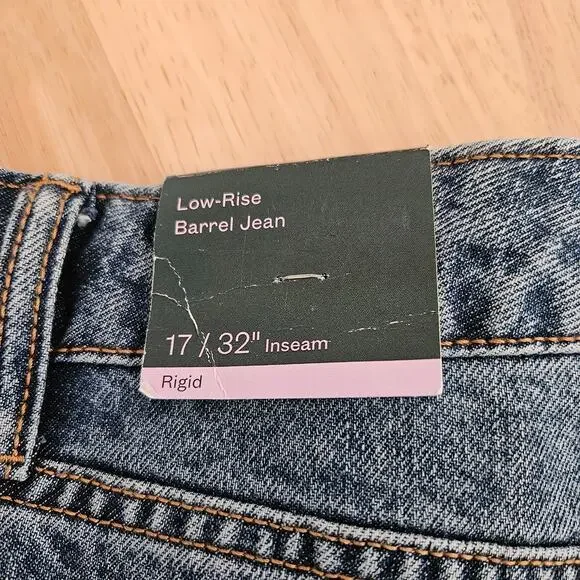 Low-Rise
Barrel Jean
17 / 32" Inseam
Rigid